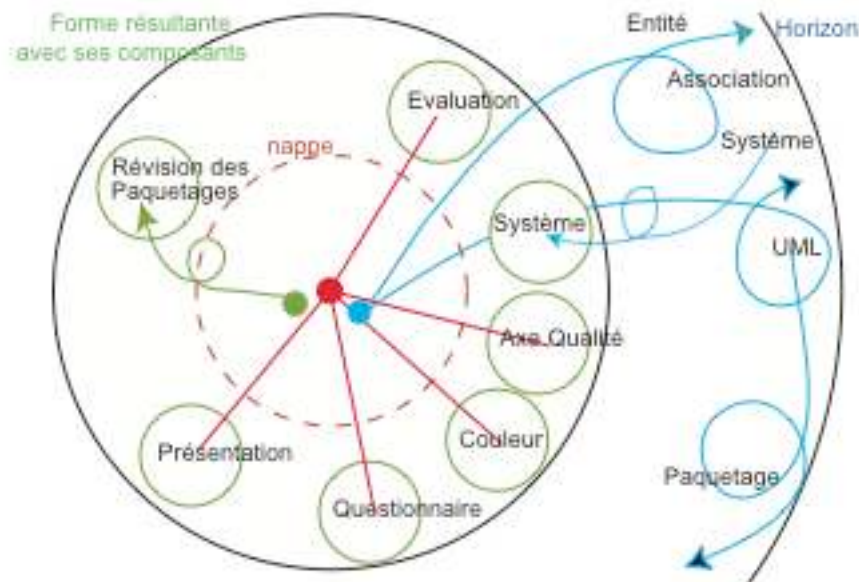 Forme résultante
avec ses composants
Entité
Horizon
Association
Evaluation
Système
nappe
Révision des
Paquetages
Système
UML
Axe Qualité
Couleur
Présentation
Paquetage
Questionnaire